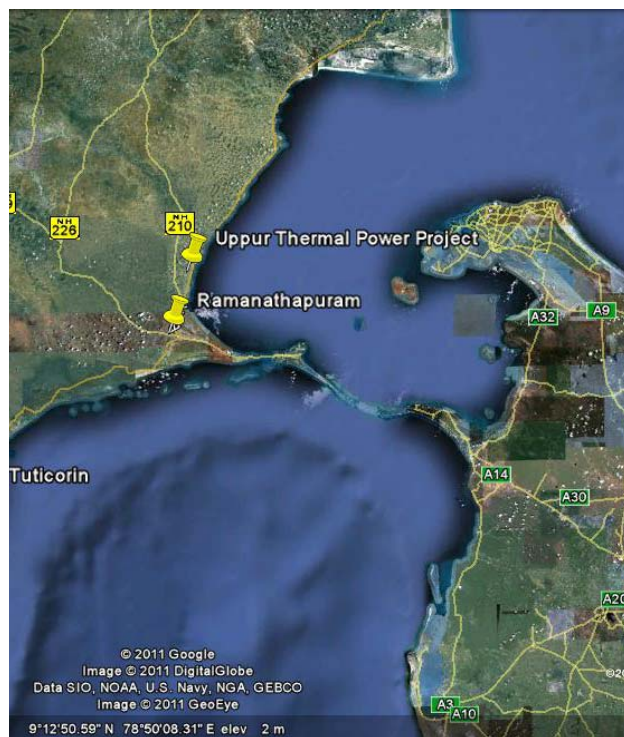 NH
210
NH
226
Uppur Thermal Power Project
Ramanathapuram
A32
A9
Tuticorin
A14
A30
A20
© 2011 Google
Image © 2011 DigitalGlobe
Data SIO, NOAA, U.S. Navy, NGA, GEBCO
Image © 2011 GeoEye
A3
A10
9°12'50.59" N 78°50'08.31" E elev 2 m